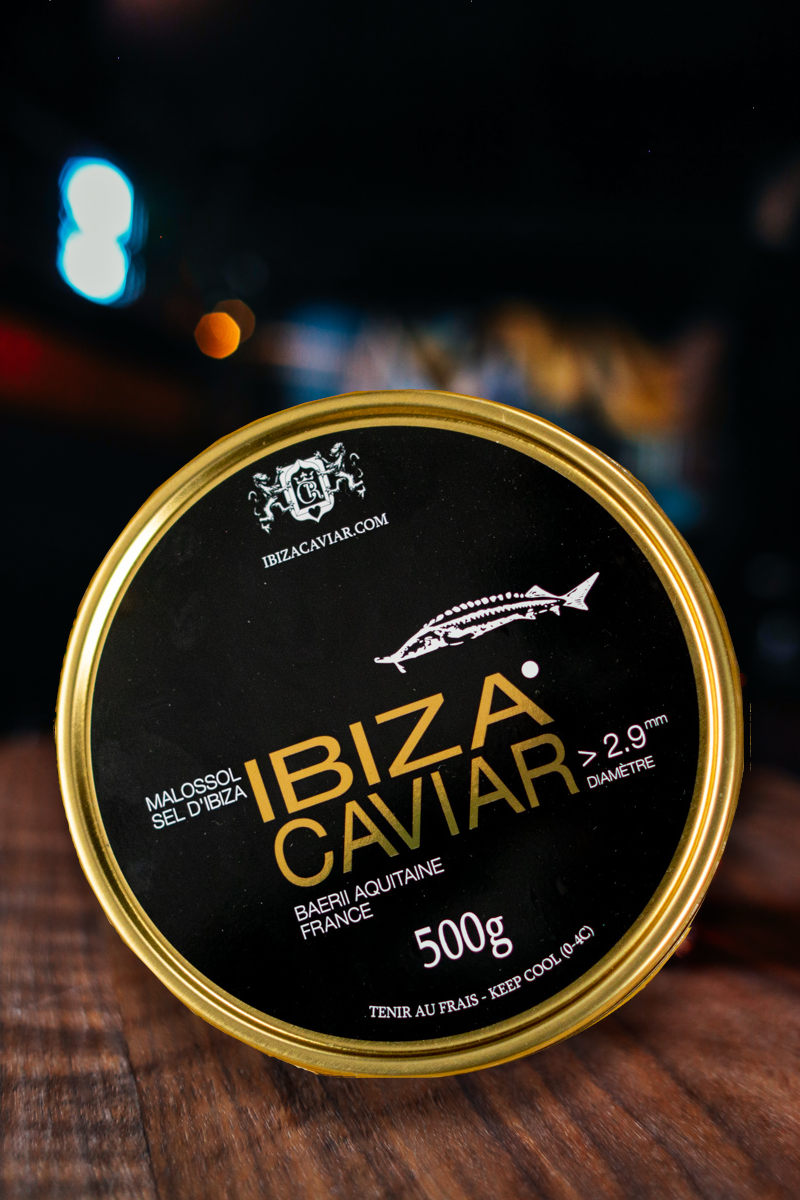 IBIZACAVIAR.COM
MALOSSOL
SEL D'IBIZA
IBIZA
CAVIAR
> 2.9mm
DIAMÈTRE
BAERII AQUITAINE
FRANCE
500g
TENIR AU FRAIS - KEEP COOL (0-4C)